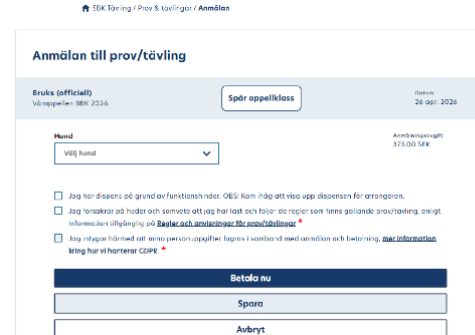 SBK Tävling / Prov & tävlingar / Anmälan
Anmälan till prov/tävling
Bruks (officiell)
Vårappellen BBK 2026
Spår appellklass
Datum
26 apr. 2026
Hund
Välj hund
Anmälningsavgift
375.00 SEK
Jag har dispens på grund av funktionshinder. OBS! Kom ihåg att visa upp dispensen för arrangören.
Jag försäkrar på heder och samvete att jag har läst och följer de regler som finns gällande prov/tävling, enligt
information tillgänglig på Regler och anvisningar för prov/tävlingar *
Jag intygar härmed att mina personuppgifter lagras i samband med anmälan och betalning, mer information
kring hur vi hanterar GDPR. *
Betala nu
Spara
Avbryt